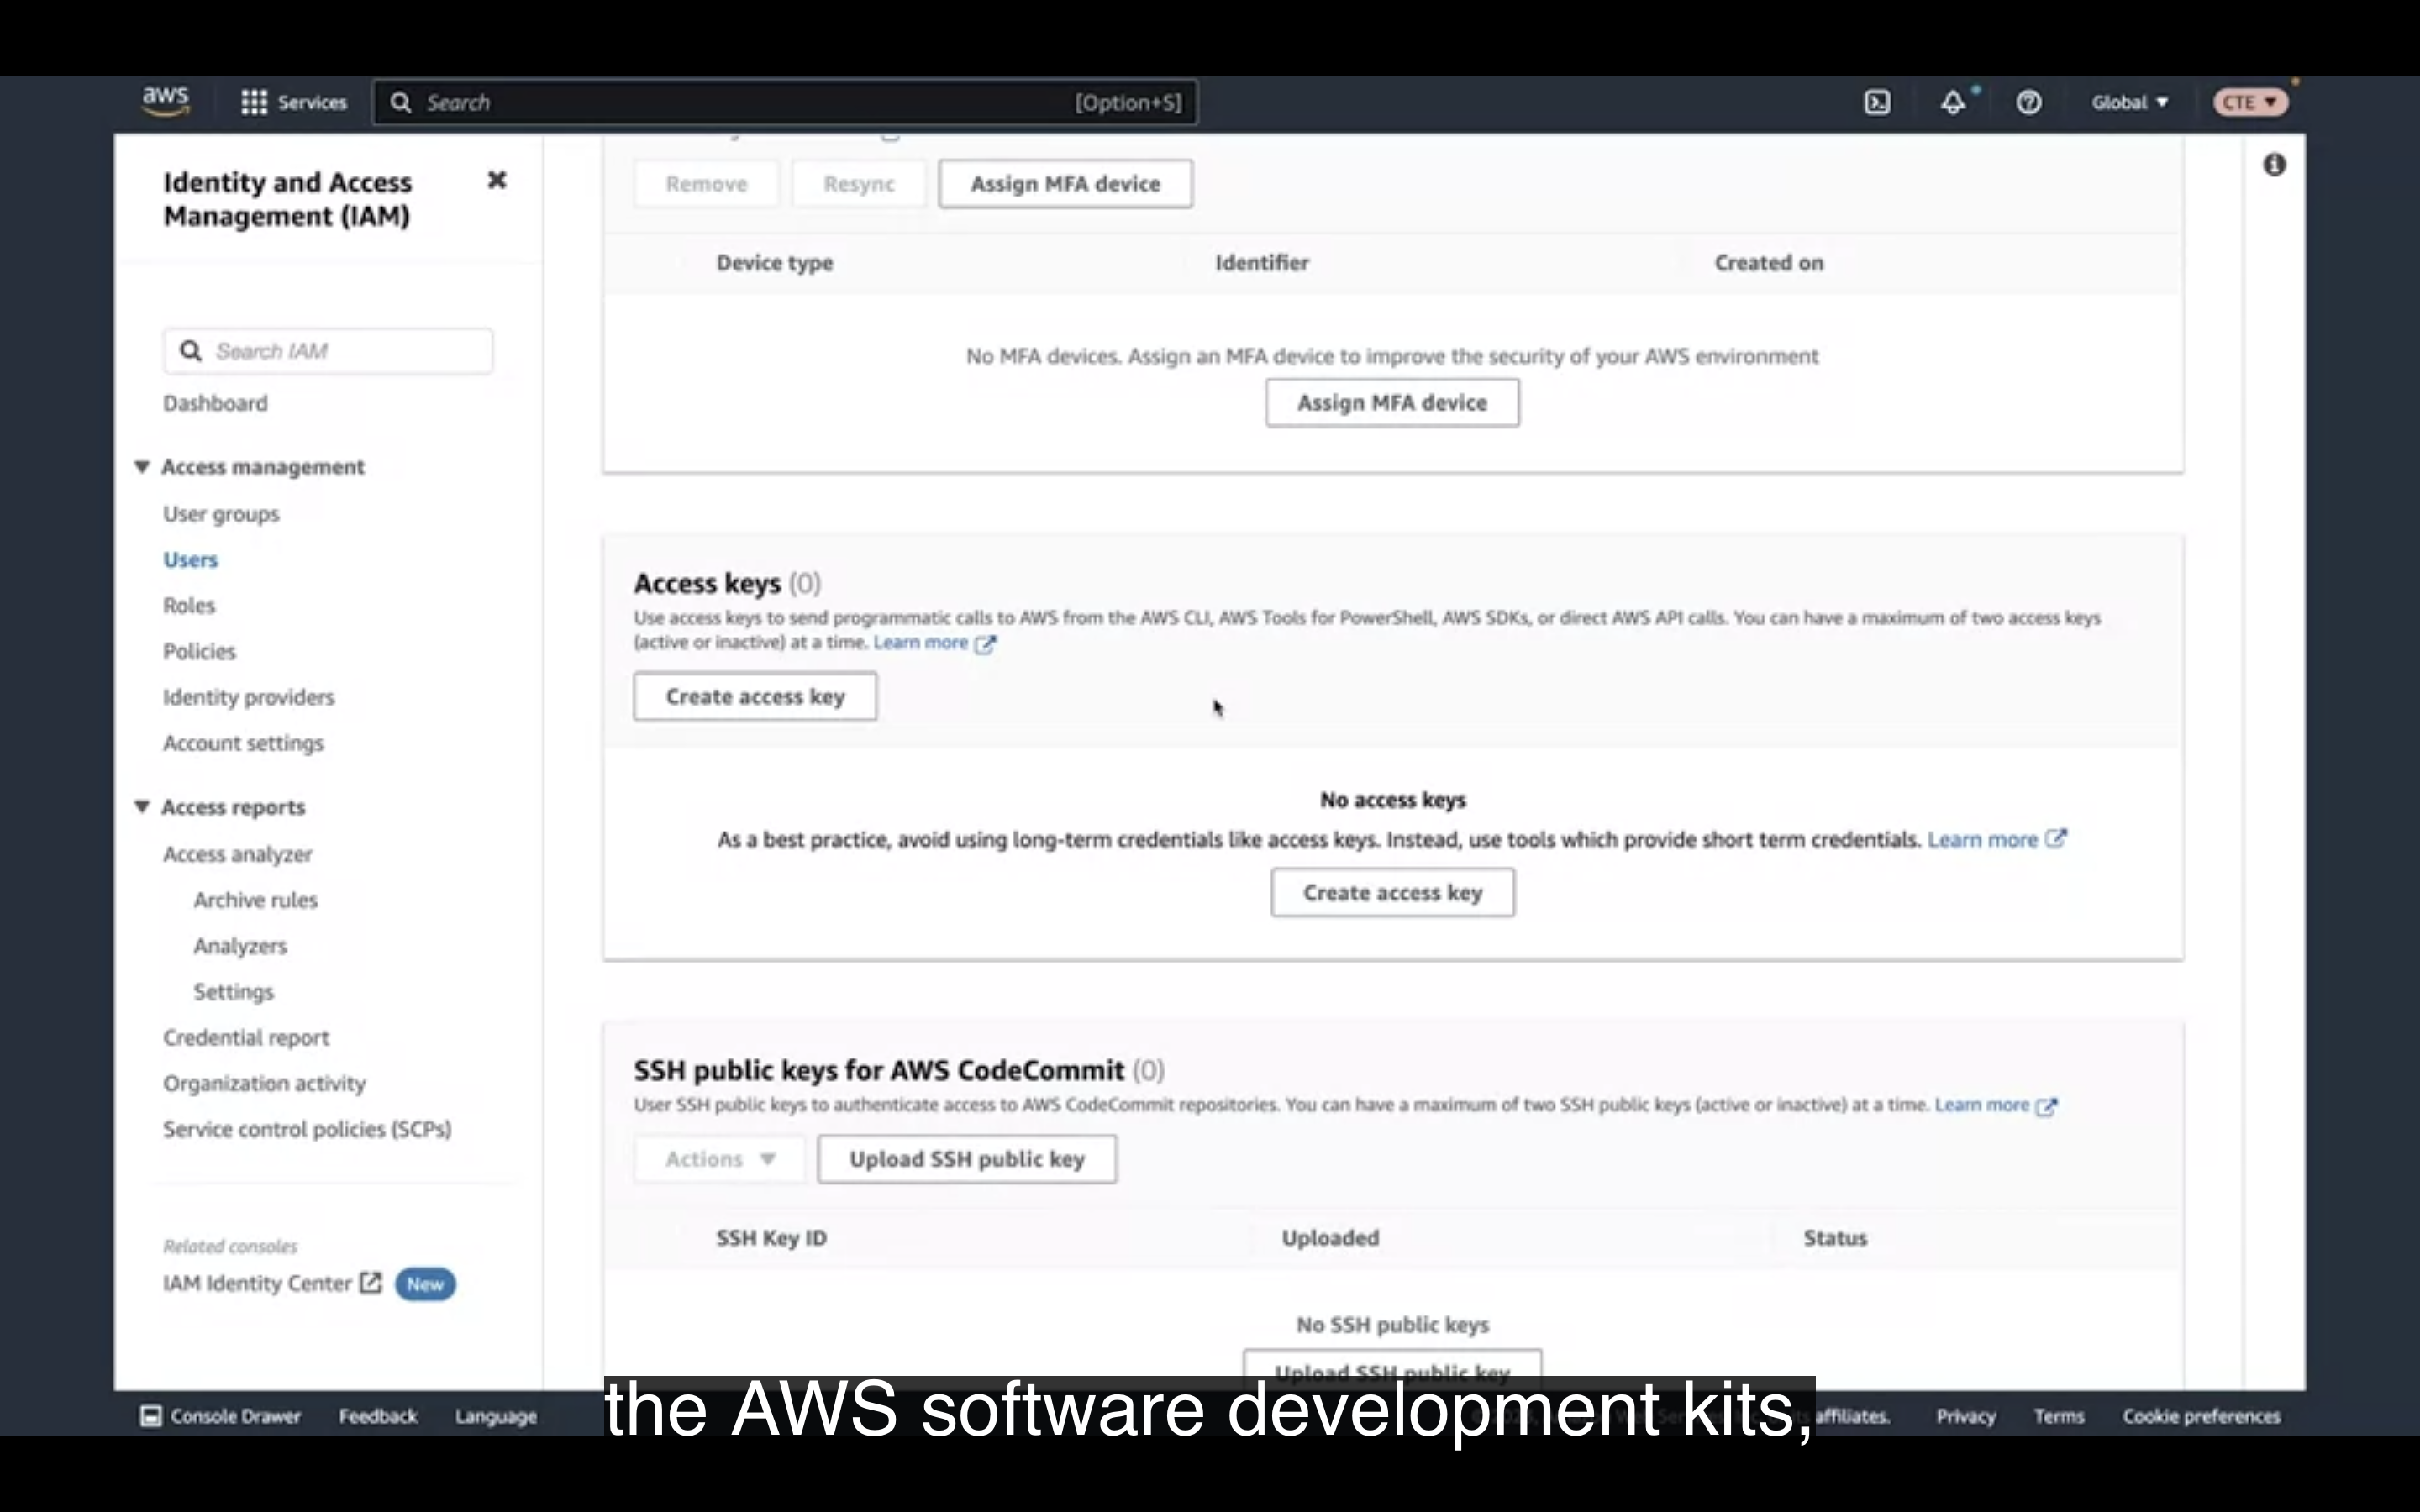 aws
Services
Search
[Option+S]
Global
CTE
Identity and Access
Management (IAM)
Search IAM
Dashboard
Access management
User groups
Users
Roles
Policies
Identity providers
Account settings
Access reports
Access analyzer
Archive rules
Analyzers
Settings
Credential report
Organization activity
Service control policies (SCPs)
Related consoles
IAM Identity Center New
Remove Resync Assign MFA device
Device type Identifier Created on
No MFA devices. Assign an MFA device to improve the security of your AWS environment
Assign MFA device
Access keys (0)
Use access keys to send programmatic calls to AWS from the AWS CLI, AWS Tools for PowerShell, AWS SDKs, or direct AWS API calls. You can have a maximum of two access keys
(active or inactive) at a time. Learn more
Create access key
No access keys
As a best practice, avoid using long-term credentials like access keys. Instead, use tools which provide short term credentials. Learn more
Create access key
SSH public keys for AWS CodeCommit (0)
User SSH public keys to authenticate access to AWS CodeCommit repositories. You can have a maximum of two SSH public keys (active or inactive) at a time. Learn more
Actions Upload SSH public key
SSH Key ID Uploaded Status
No SSH public keys
Upload SSH public key
the AWS software development kits,
Console Drawer Feedback Language affiliates. Privacy Terms Cookie preferences